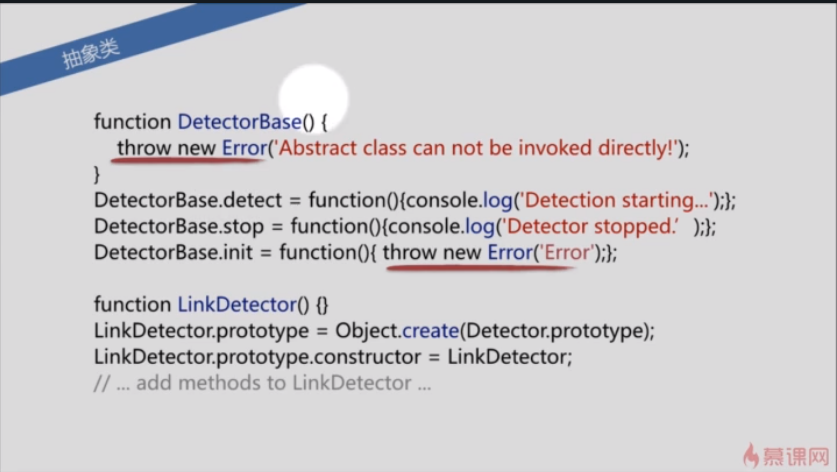 抽象类
function DetectorBase() {
throw new Error('Abstract class can not be invoked directly!');
}
DetectorBase.detect = function(){console.log('Detection starting...');};
DetectorBase.stop = function(){console.log('Detector stopped.’ );};
DetectorBase.init = function(){ throw new Error('Error');};
function LinkDetector() {}
LinkDetector.prototype = Object.create(Detector.prototype);
LinkDetector.prototype.constructor = LinkDetector;
// ... add methods to LinkDetector ...
慕课网